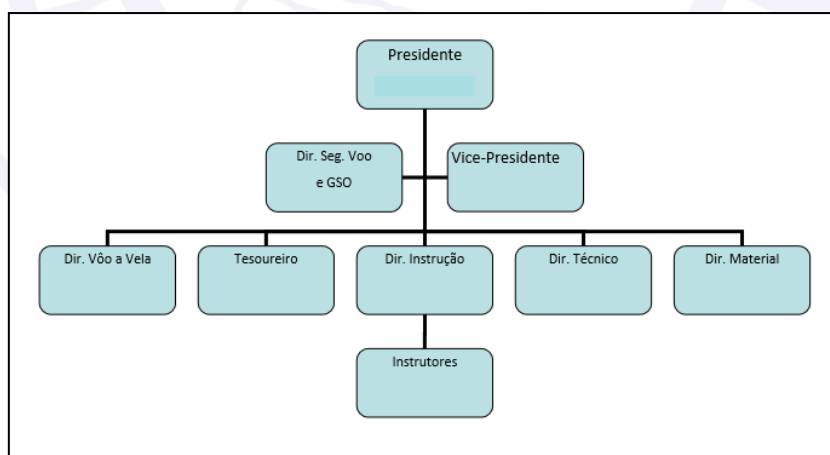 Presidente
Dir. Seg. Voo
e GSO
Vice-Presidente
Dir. Vôo a Vela
Tesoureiro
Dir. Instrução
Dir. Técnico
Dir. Material
Instrutores